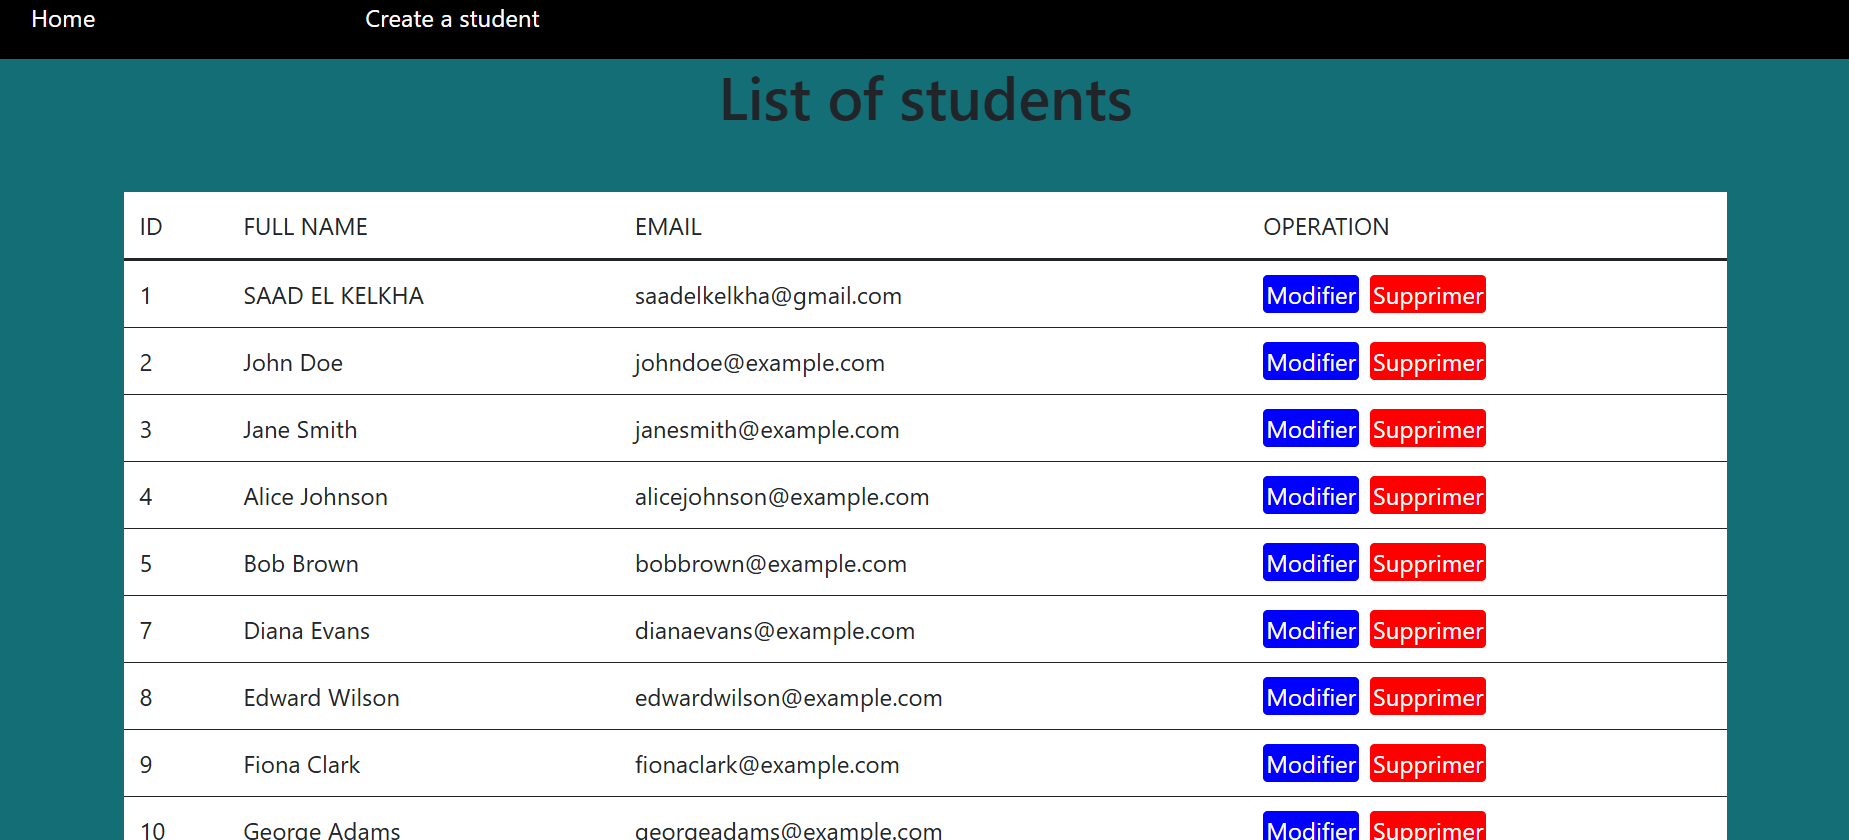 Home Create a student
List of students
ID FULL NAME EMAIL OPERATION
1 SAAD EL KELKHA saadelkelkha@gmail.com Modifier Supprimer
2 John Doe johndoe@example.com Modifier Supprimer
3 Jane Smith janesmith@example.com Modifier Supprimer
4 Alice Johnson alicejohnson@example.com Modifier Supprimer
5 Bob Brown bobbrown@example.com Modifier Supprimer
7 Diana Evans dianaevans@example.com Modifier Supprimer
8 Edward Wilson edwardwilson@example.com Modifier Supprimer
9 Fiona Clark fionaclark@example.com Modifier Supprimer
10 George Adams georgeadams@example.com Modifier Supprimer